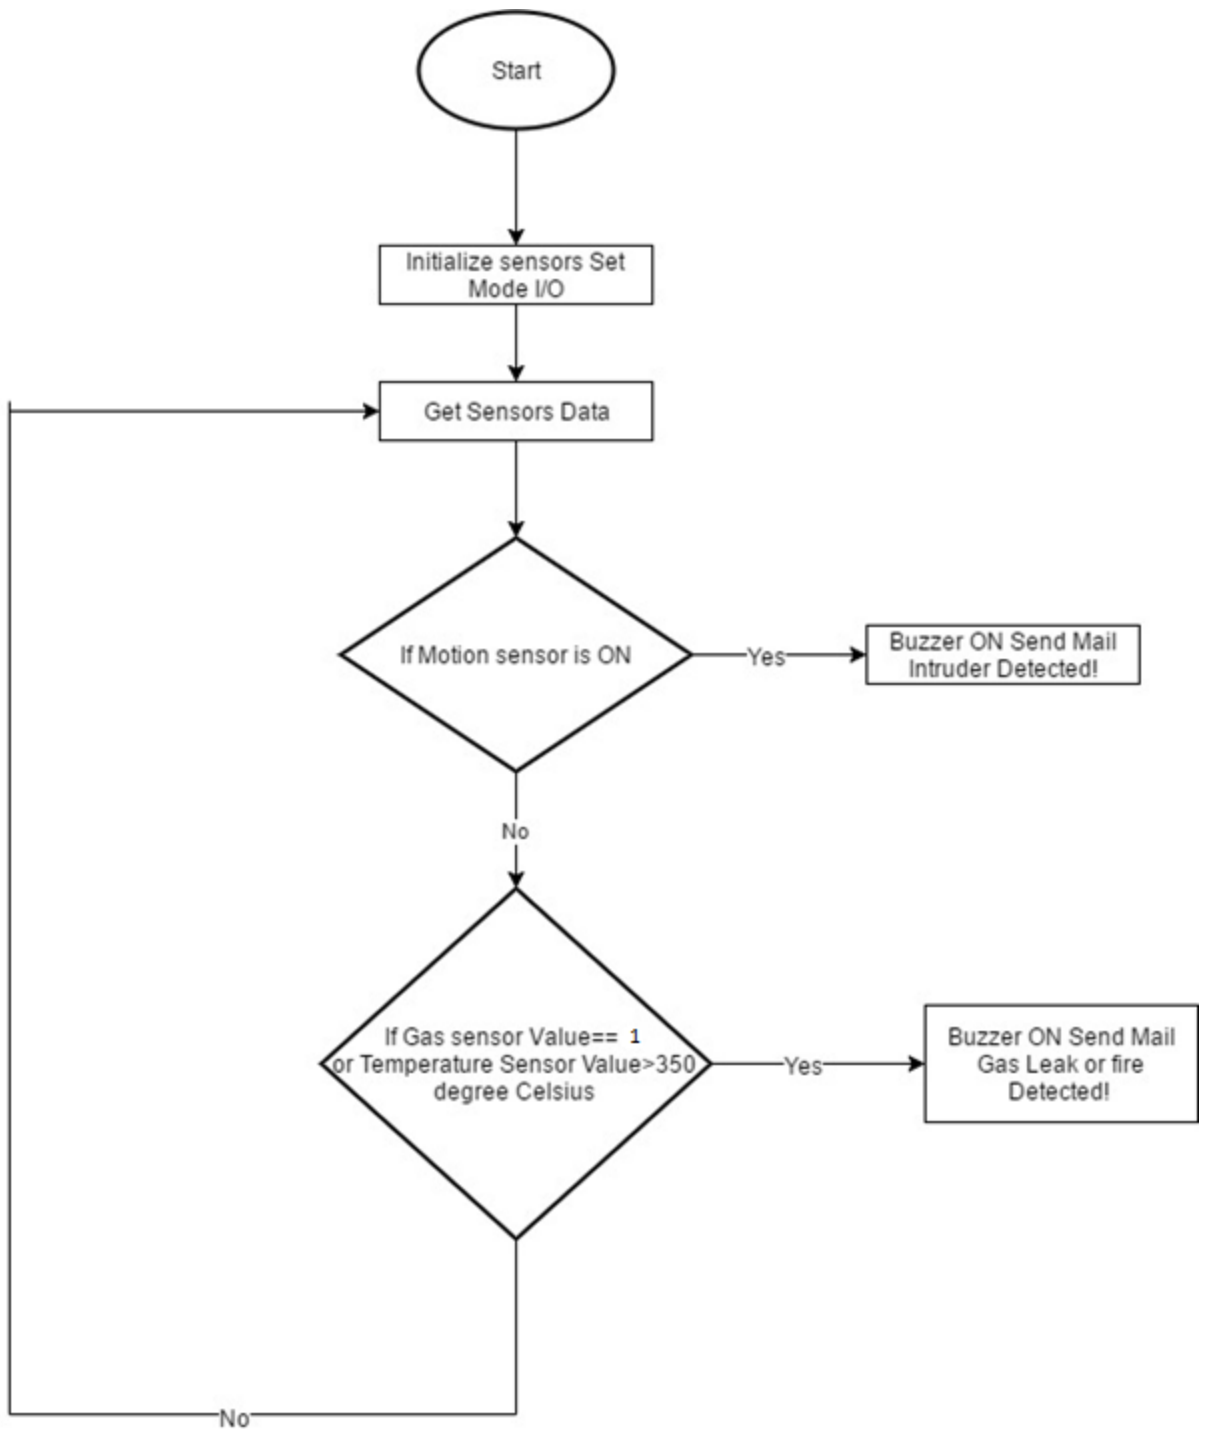 Start
Initialize sensors Set
Mode I/O
Get Sensors Data
If Motion sensor is ON
Yes
Buzzer ON Send Mail
Intruder Detected!
No
If Gas sensor Value== 1
or Temperature Sensor Value>350
degree Celsius
Yes
Buzzer ON Send Mail
Gas Leak or fire
Detected!
No